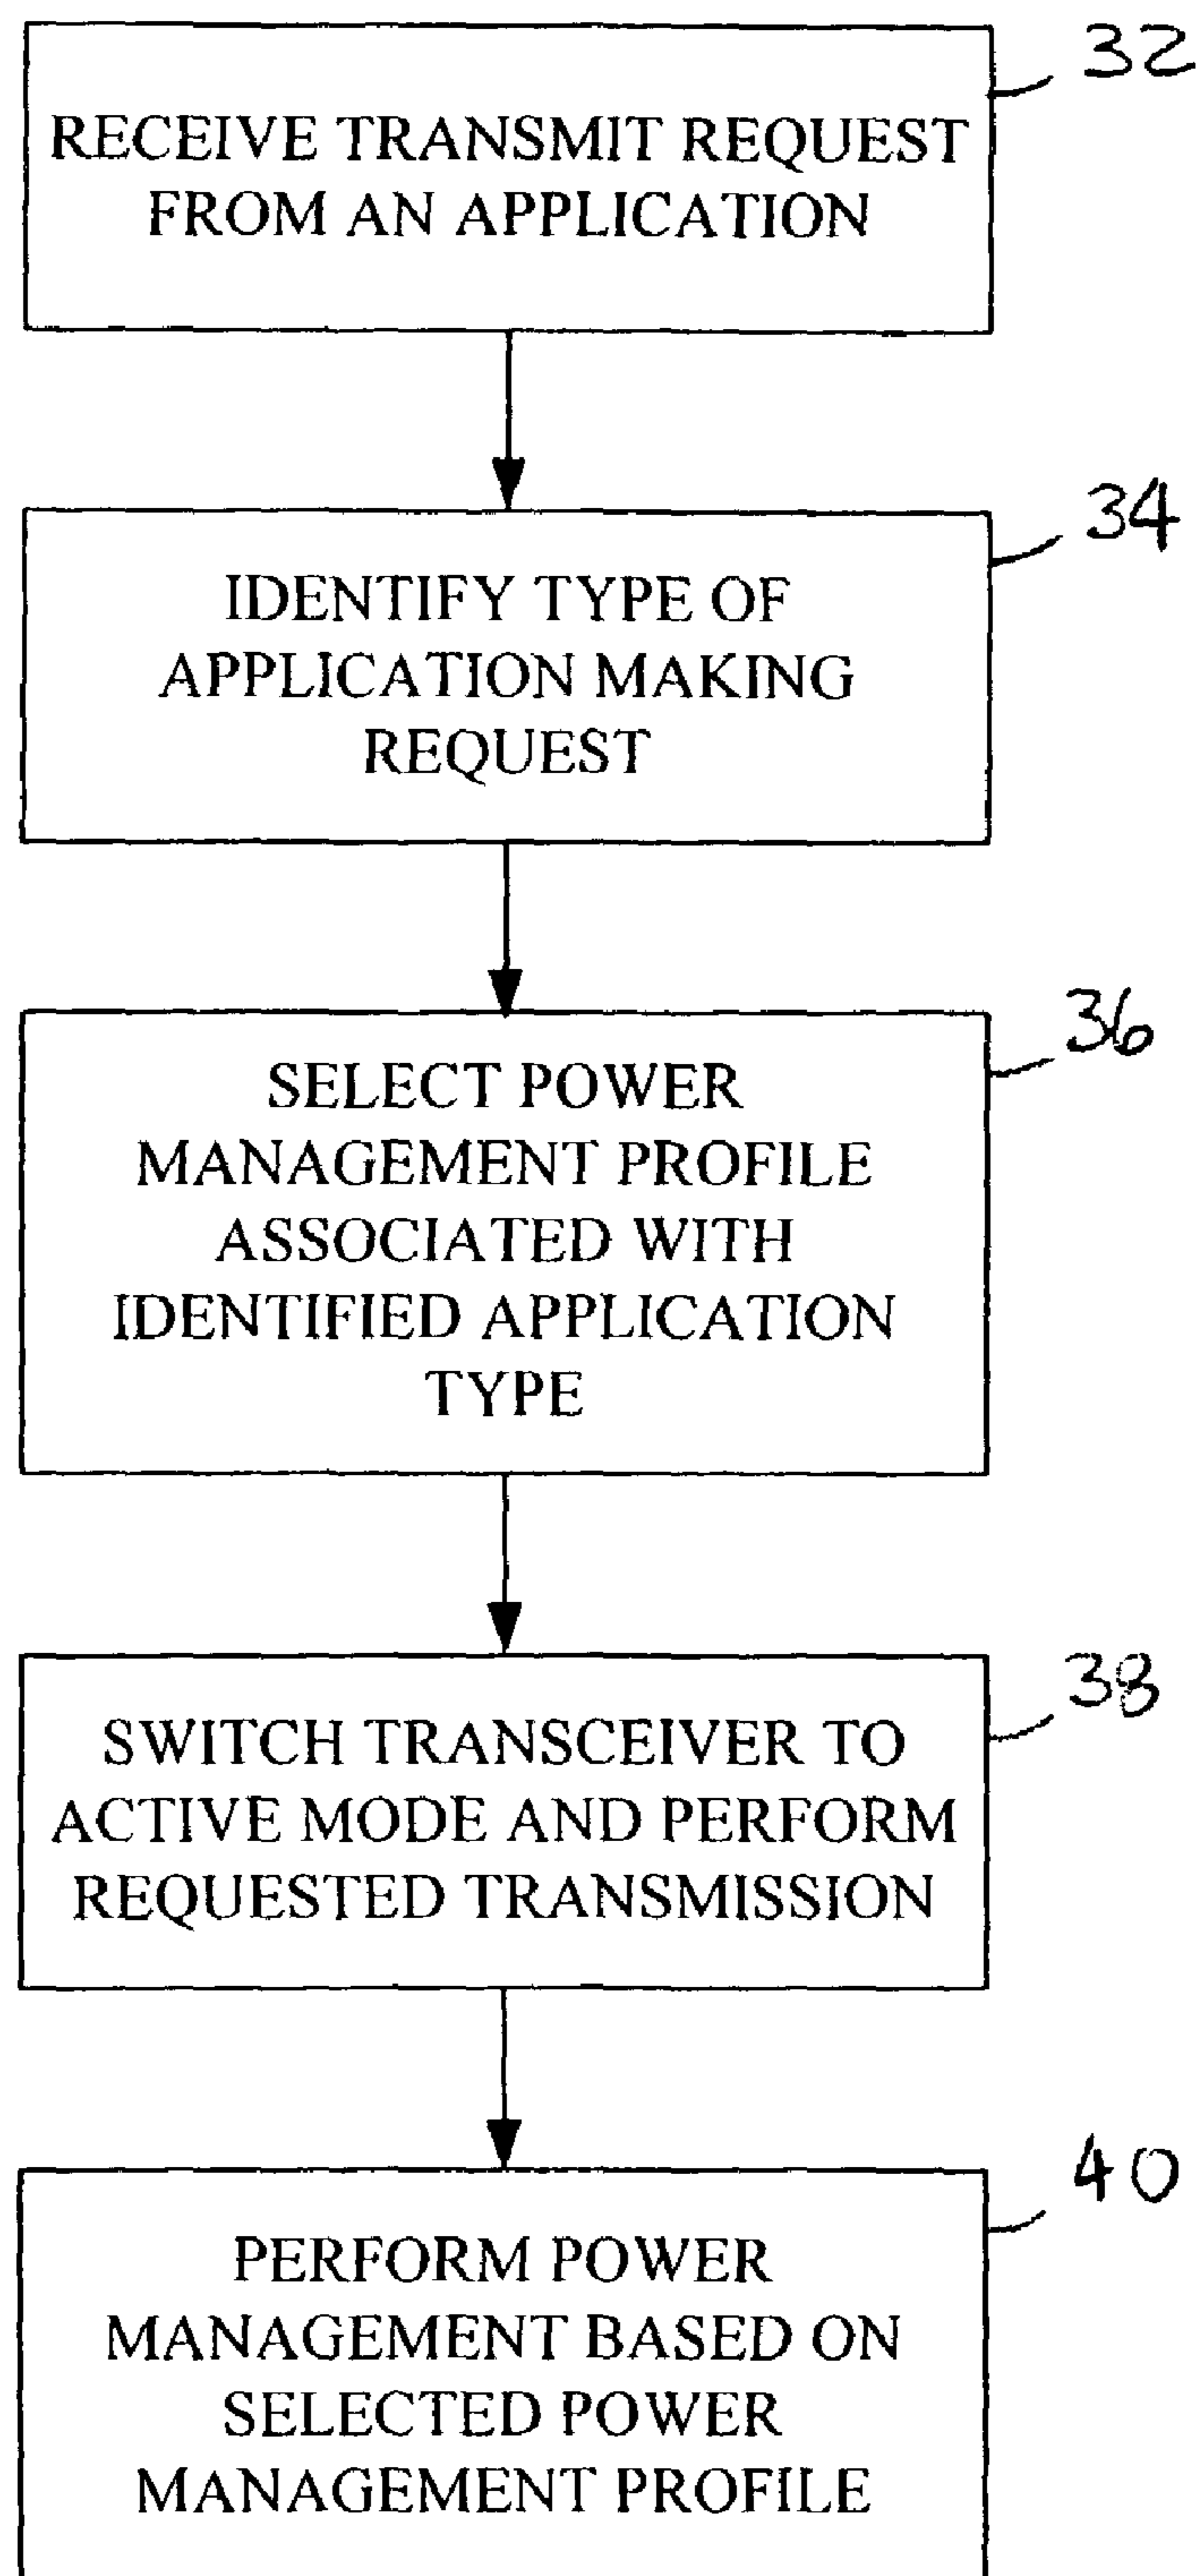 32
RECEIVE TRANSMIT REQUEST
FROM AN APPLICATION
34
IDENTIFY TYPE OF
APPLICATION MAKING
REQUEST
36
SELECT POWER
MANAGEMENT PROFILE
ASSOCIATED WITH
IDENTIFIED APPLICATION
TYPE
38
SWITCH TRANSCEIVER TO
ACTIVE MODE AND PERFORM
REQUESTED TRANSMISSION
40
PERFORM POWER
MANAGEMENT BASED ON
SELECTED POWER
MANAGEMENT PROFILE